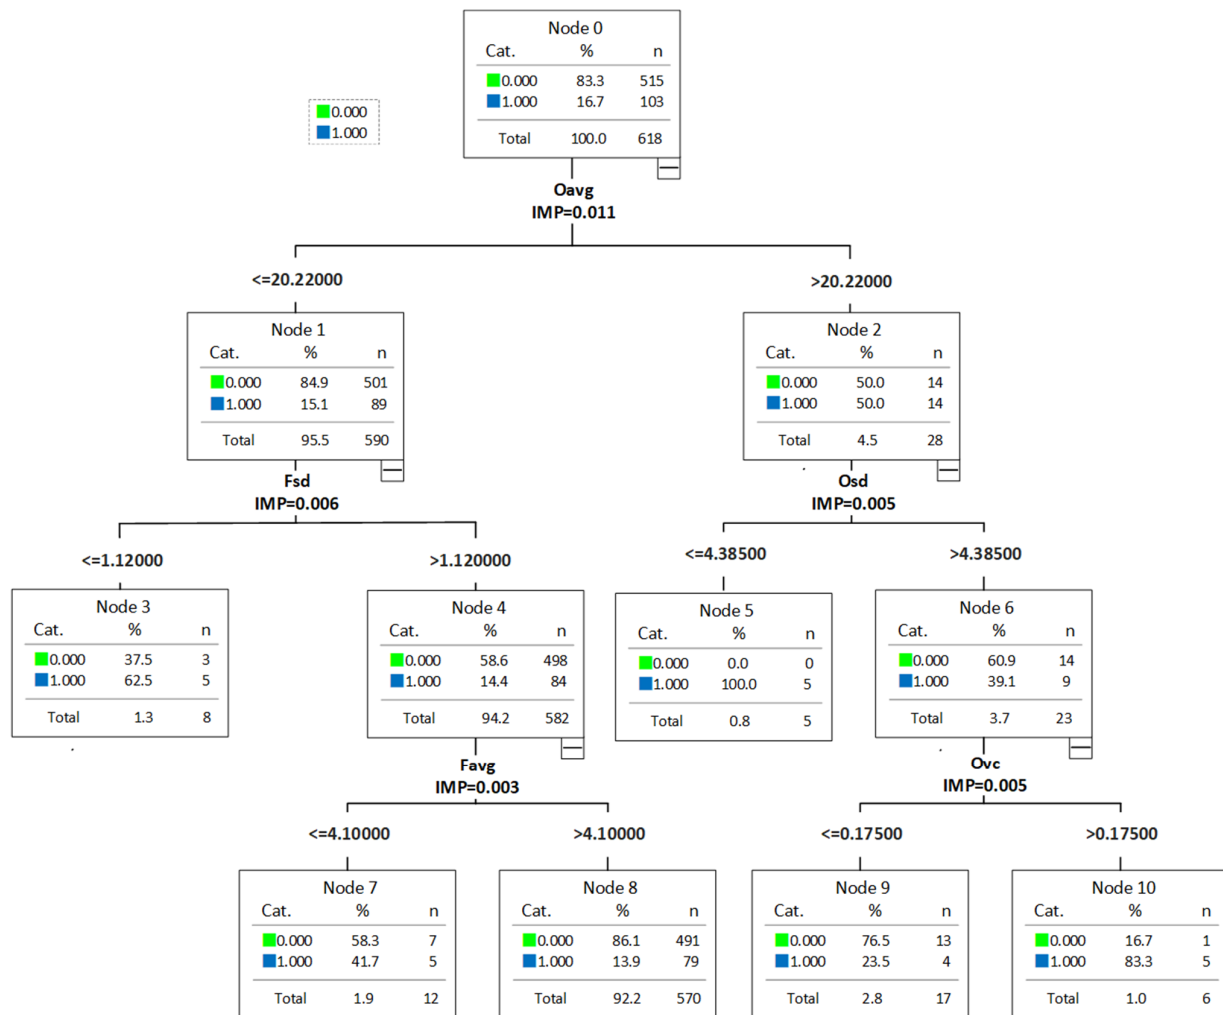 Node 0
Cat. % n
0.000 83.3 515
1.000 16.7 103
Total 100.0 618
0.000
1.000
Oavg
IMP=0.011
<=20.22000 >20.22000
Node 1
Cat. % n
0.000 84.9 501
1.000 15.1 89
Total 95.5 590
Node 2
Cat. % n
0.000 50.0 14
1.000 50.0 14
Total 4.5 28
Fsd
IMP=0.006
Osd
IMP=0.005
<=1.12000 >1.12000 <=4.38500 >4.38500
Node 3
Cat. % n
0.000 37.5 3
1.000 62.5 5
Total 1.3 8
Node 4
Cat. % n
0.000 58.6 498
1.000 14.4 84
Total 94.2 582
Node 5
Cat. % n
0.000 0.0 0
1.000 100.0 5
Total 0.8 5
Node 6
Cat. % n
0.000 60.9 14
1.000 39.1 9
Total 3.7 23
Favg
IMP=0.003
Ovc
IMP=0.005
<=4.10000 >4.10000 <=0.17500 >0.17500
Node 7
Cat. % n
0.000 58.3 7
1.000 41.7 5
Total 1.9 12
Node 8
Cat. % n
0.000 86.1 491
1.000 13.9 79
Total 92.2 570
Node 9
Cat. % n
0.000 76.5 13
1.000 23.5 4
Total 2.8 17
Node 10
Cat. % n
0.000 16.7 1
1.000 83.3 5
Total 1.0 6